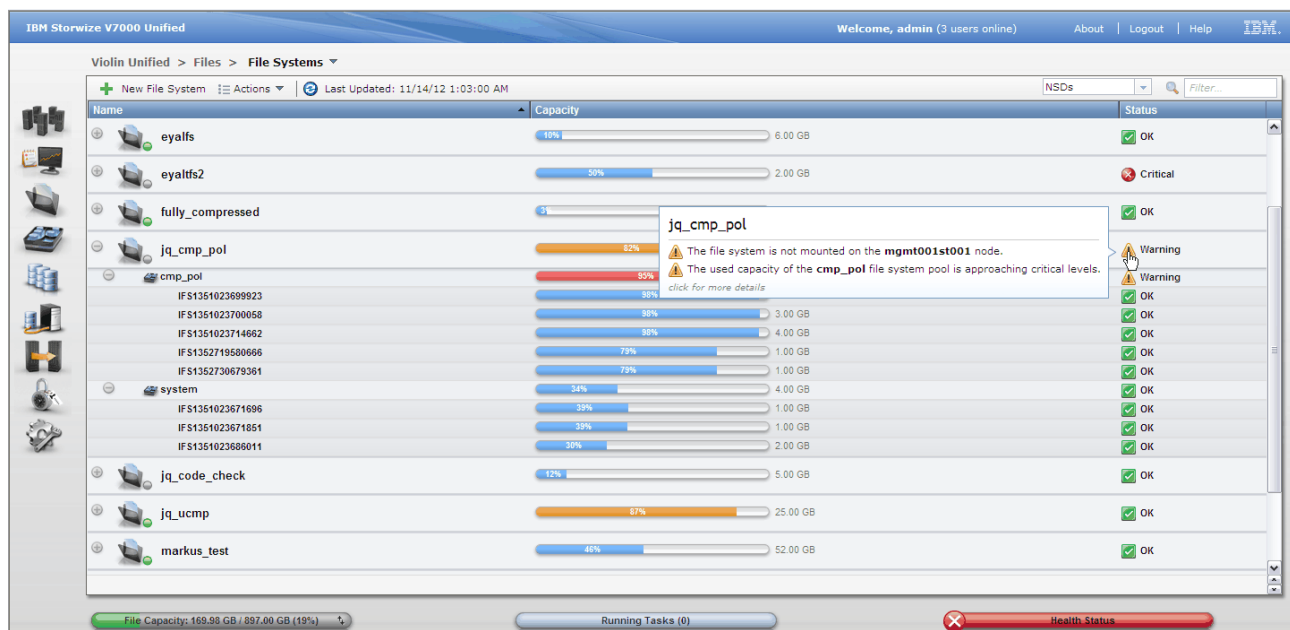 IBM Storwize V7000 Unified Welcome, admin (3 users online) About | Logout | Help IBM.
Violin Unified > Files > File Systems
New File System Actions Last Updated: 11/14/12 1:03:00 AM NSDs Filter...
Name Capacity Status
eyalfs 10% 6.00 GB OK
eyaltfs2 50% 2.00 GB Critical
fully_compressed OK
jq_cmp_pol 82% Warning
jq_cmp_pol
The file system is not mounted on the mgmt001st001 node.
The used capacity of the cmp_pol file system pool is approaching critical levels.
click for more details
cmp_pol 95% Warning
IFS1351023699923 98% OK
IFS1351023700058 98% 3.00 GB OK
IFS1351023714662 98% 4.00 GB OK
IFS1352719580666 79% 1.00 GB OK
IFS1352730679361 79% 1.00 GB OK
system 34% 4.00 GB OK
IFS1351023671696 39% 1.00 GB OK
IFS1351023671851 39% 1.00 GB OK
IFS1351023686011 30% 2.00 GB OK
jq_code_check 12% 5.00 GB OK
jq_ucmp 87% 25.00 GB OK
markus_test 46% 52.00 GB OK
File Capacity: 169.98 GB / 897.00 GB (19%) Running Tasks (0) Health Status